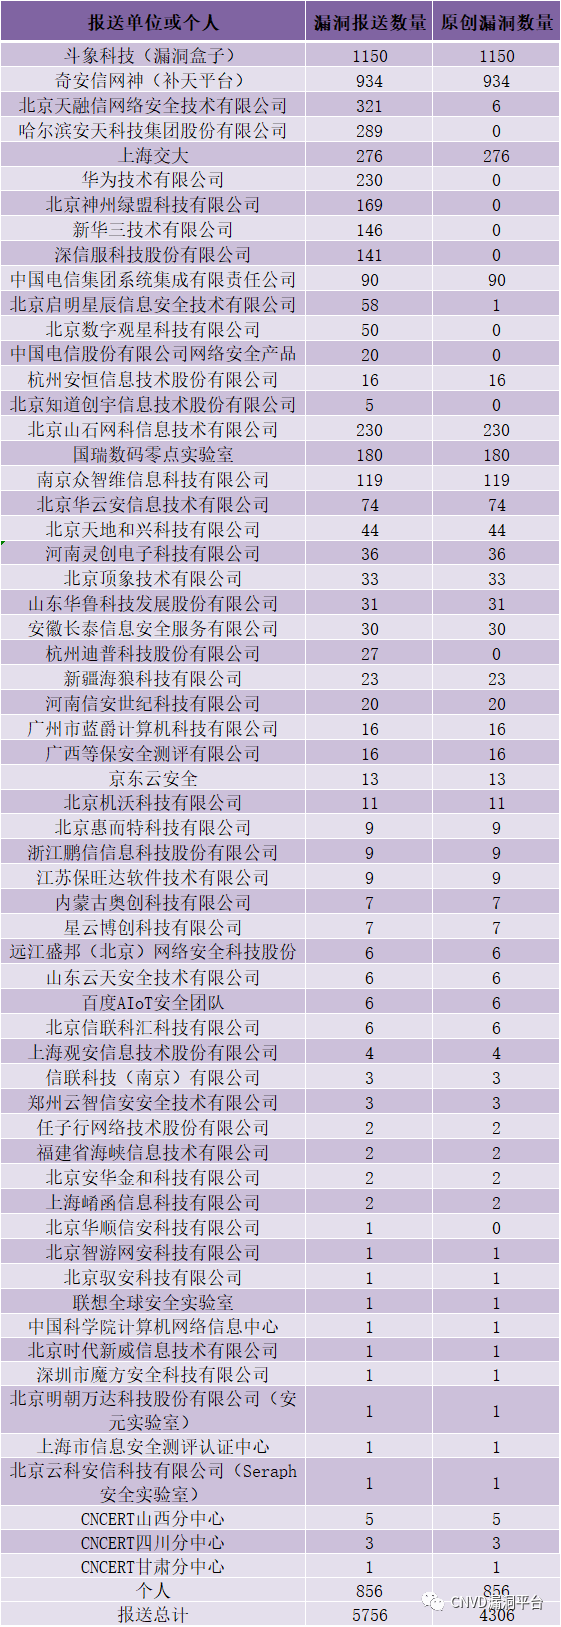 报送单位或个人 漏洞报送数量 原创漏洞数量
斗象科技（漏洞盒子） 1150 1150
奇安信网神（补天平台） 934 934
北京天融信网络安全技术有限公司 321 6
哈尔滨安天科技集团股份有限公司 289 0
上海交大 276 276
华为技术有限公司 230 0
北京神州绿盟科技有限公司 169 0
新华三技术有限公司 146 0
深信服科技股份有限公司 141 0
中国电信集团系统集成有限责任公司 90 90
北京启明星辰信息安全技术有限公司 58 1
北京数字观星科技有限公司 50 0
中国电信股份有限公司网络安全产品 20 0
杭州安恒信息技术股份有限公司 16 16
北京知道创宇信息技术股份有限公司 5 0
北京山石网科信息技术有限公司 230 230
国瑞数码零点实验室 180 180
南京众智维信息科技有限公司 119 119
北京华云安信息技术有限公司 74 74
北京天地和兴科技有限公司 44 44
河南灵创电子科技有限公司 36 36
北京顶象技术有限公司 33 33
山东华鲁科技发展股份有限公司 31 31
安徽长泰信息安全服务有限公司 30 30
杭州迪普科技股份有限公司 27 0
新疆海狼科技有限公司 23 23
河南信安世纪科技有限公司 20 20
广州市蓝爵计算机科技有限公司 16 16
广西等保安全测评有限公司 16 16
京东云安全 13 13
北京机沃科技有限公司 11 11
北京惠而特科技有限公司 9 9
浙江鹏信信息科技股份有限公司 9 9
江苏保旺达软件技术有限公司 9 9
内蒙古奥创科技有限公司 7 7
星云博创科技有限公司 7 7
远江盛邦（北京）网络安全科技股份 6 6
山东云天安全技术有限公司 6 6
百度AIoT安全团队 6 6
北京信联科汇科技有限公司 6 6
上海观安信息技术股份有限公司 4 4
信联科技（南京）有限公司 3 3
郑州云智信安安全技术有限公司 3 3
任子行网络技术股份有限公司 2 2
福建省海峡信息技术有限公司 2 2
北京安华金和科技有限公司 2 2
上海崤函信息科技有限公司 2 2
北京华顺信安科技有限公司 1 0
北京智游网安科技有限公司 1 1
北京驭安科技有限公司 1 1
联想全球安全实验室 1 1
中国科学院计算机网络信息中心 1 1
北京时代新威信息技术有限公司 1 1
深圳市魔方安全科技有限公司 1 1
北京明朝万达科技股份有限公司（安
元实验室） 1 1
上海市信息安全测评认证中心 1 1
北京云科安信科技有限公司（Seraph
安全实验室） 1 1
CNCERT山西分中心 5 5
CNCERT四川分中心 3 3
CNCERT甘肃分中心 1 1
个人 856 856
报送总计 5756 4306
CNVD漏洞平台